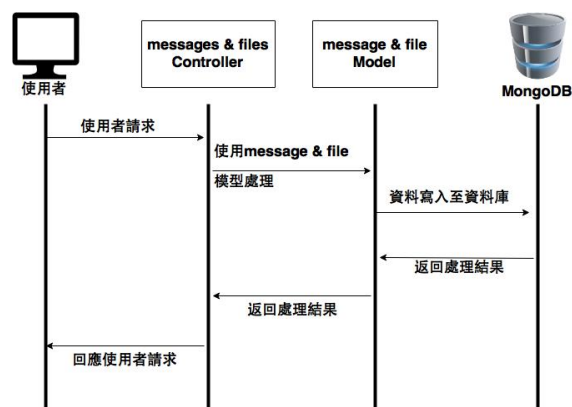 使用者
messages & files
Controller
message & file
Model
MongoDB
使用者請求
使用message & file
模型處理
資料寫入至資料庫
返回處理結果
返回處理結果
回應使用者請求